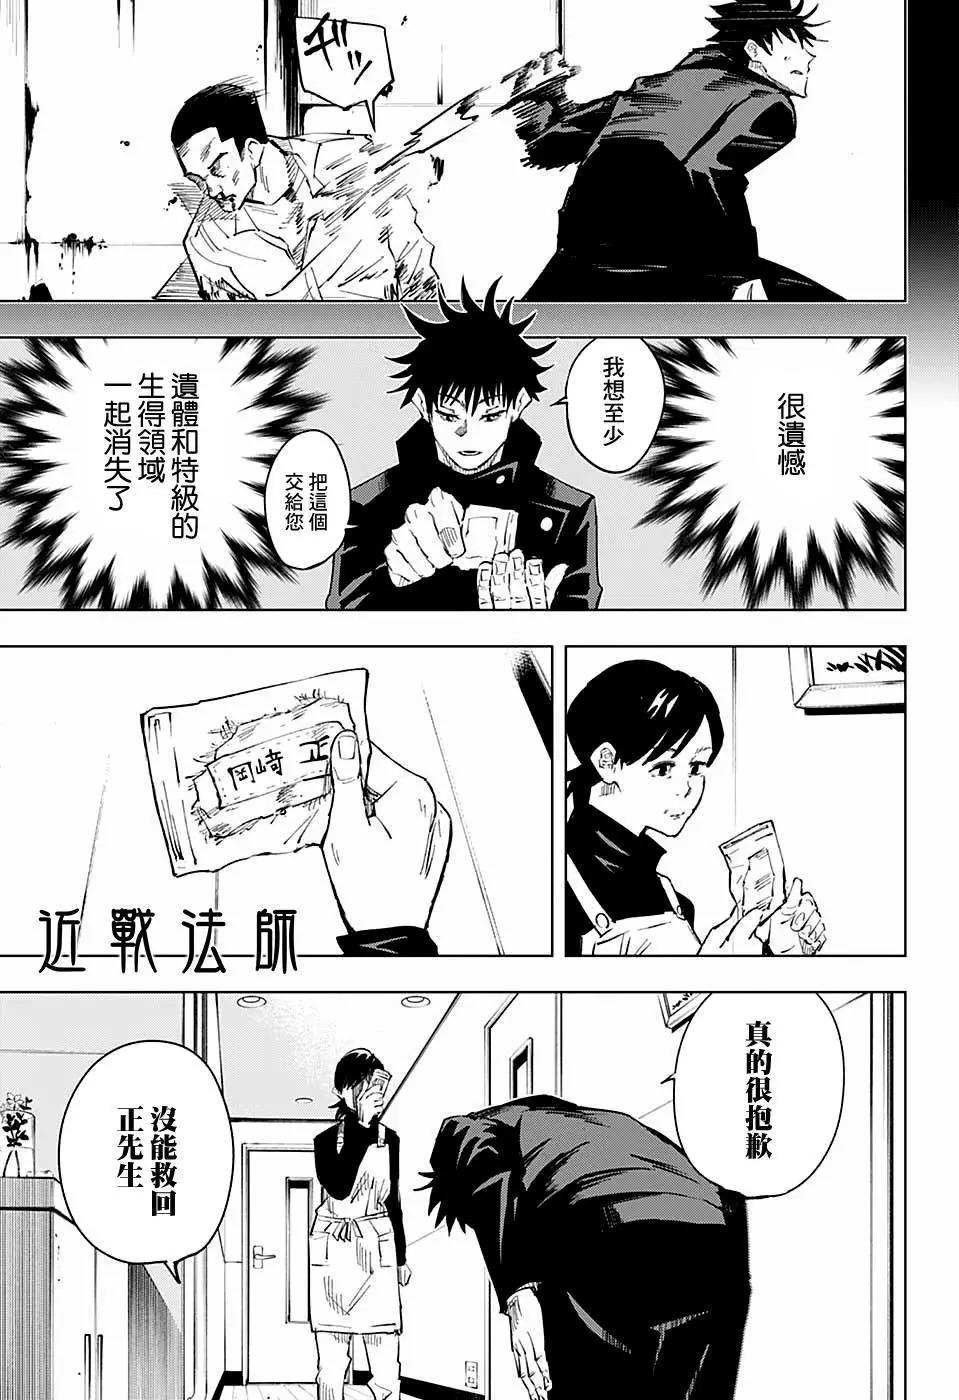 ギギッ
很遺憾
我想至少
把這個
交給您
遺體和特級的
生得領域
一起消失了
岡崎 正
近戰法師
真的很抱歉
沒能救回
正先生